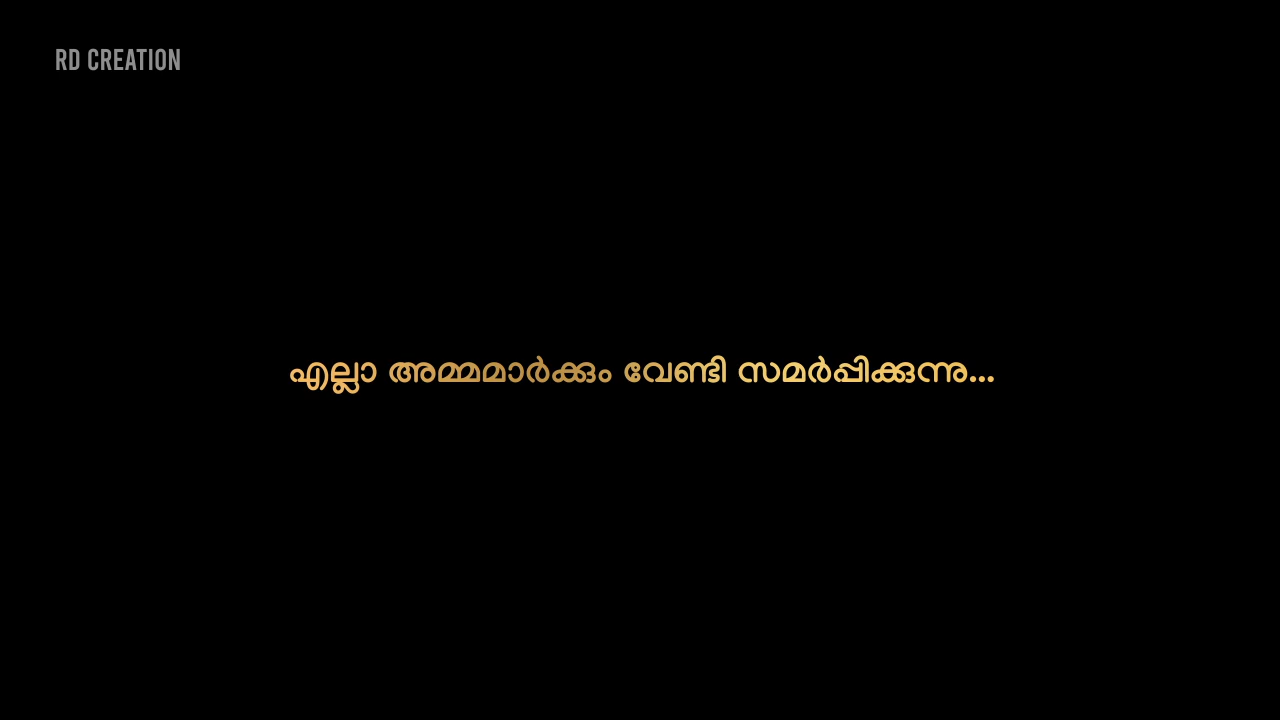 RD CREATION
എല്ലാ അമ്മമാർക്കും വേണ്ടി സമർപ്പിക്കുന്നു...